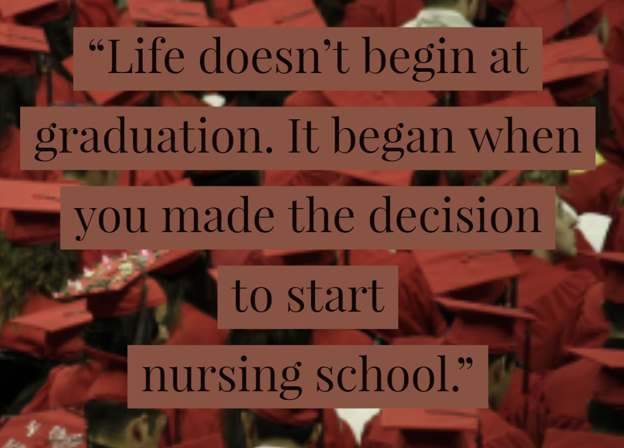 “Life doesn’t begin at
graduation. It began when
you made the decision
to start
nursing school.”